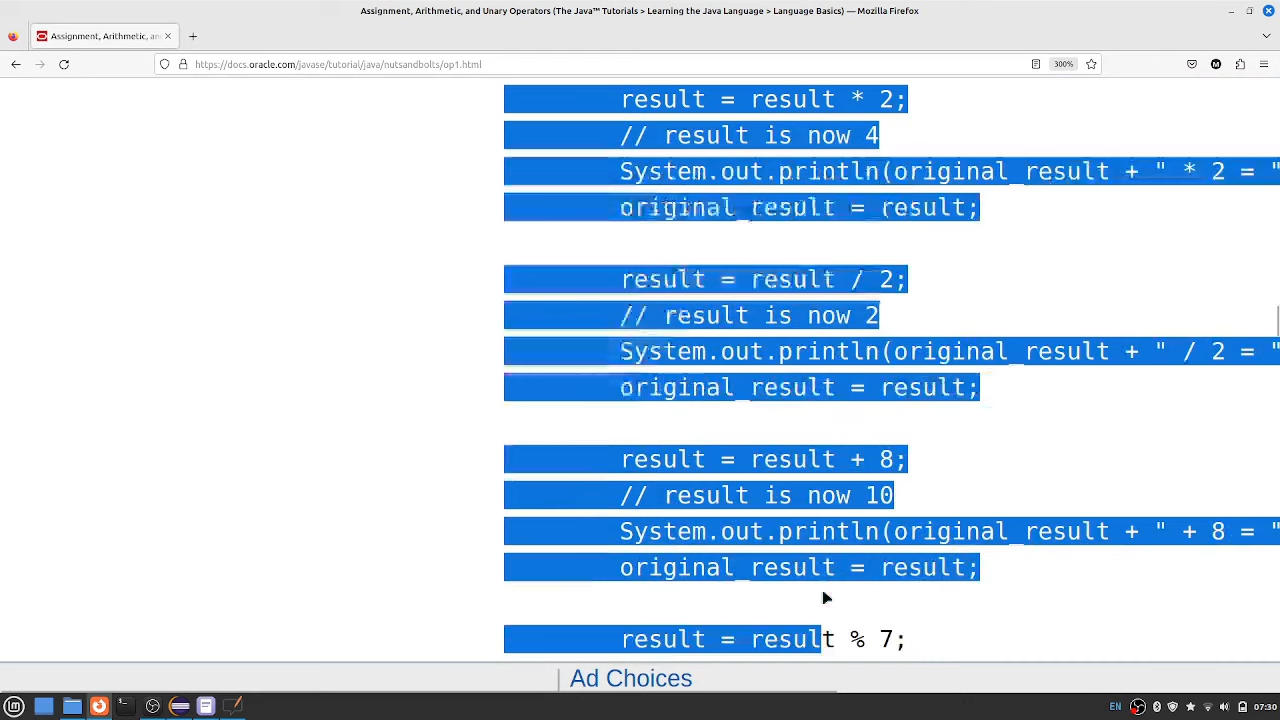 Assignment, Arithmetic, and Unary Operators (The Java™ Tutorials > Learning the Java Language > Language Basics) — Mozilla Firefox
Assignment, Arithmetic, an
https://docs.oracle.com/javase/tutorial/java/nutsandbolts/op1.html
300%
result = result * 2;
// result is now 4
System.out.println(original_result + " * 2 = "
original_result = result;
result = result / 2;
// result is now 2
System.out.println(original_result + " / 2 = "
original_result = result;
result = result + 8;
// result is now 10
System.out.println(original_result + " + 8 = "
original_result = result;
result = result % 7;
Ad Choices
EN
07:30